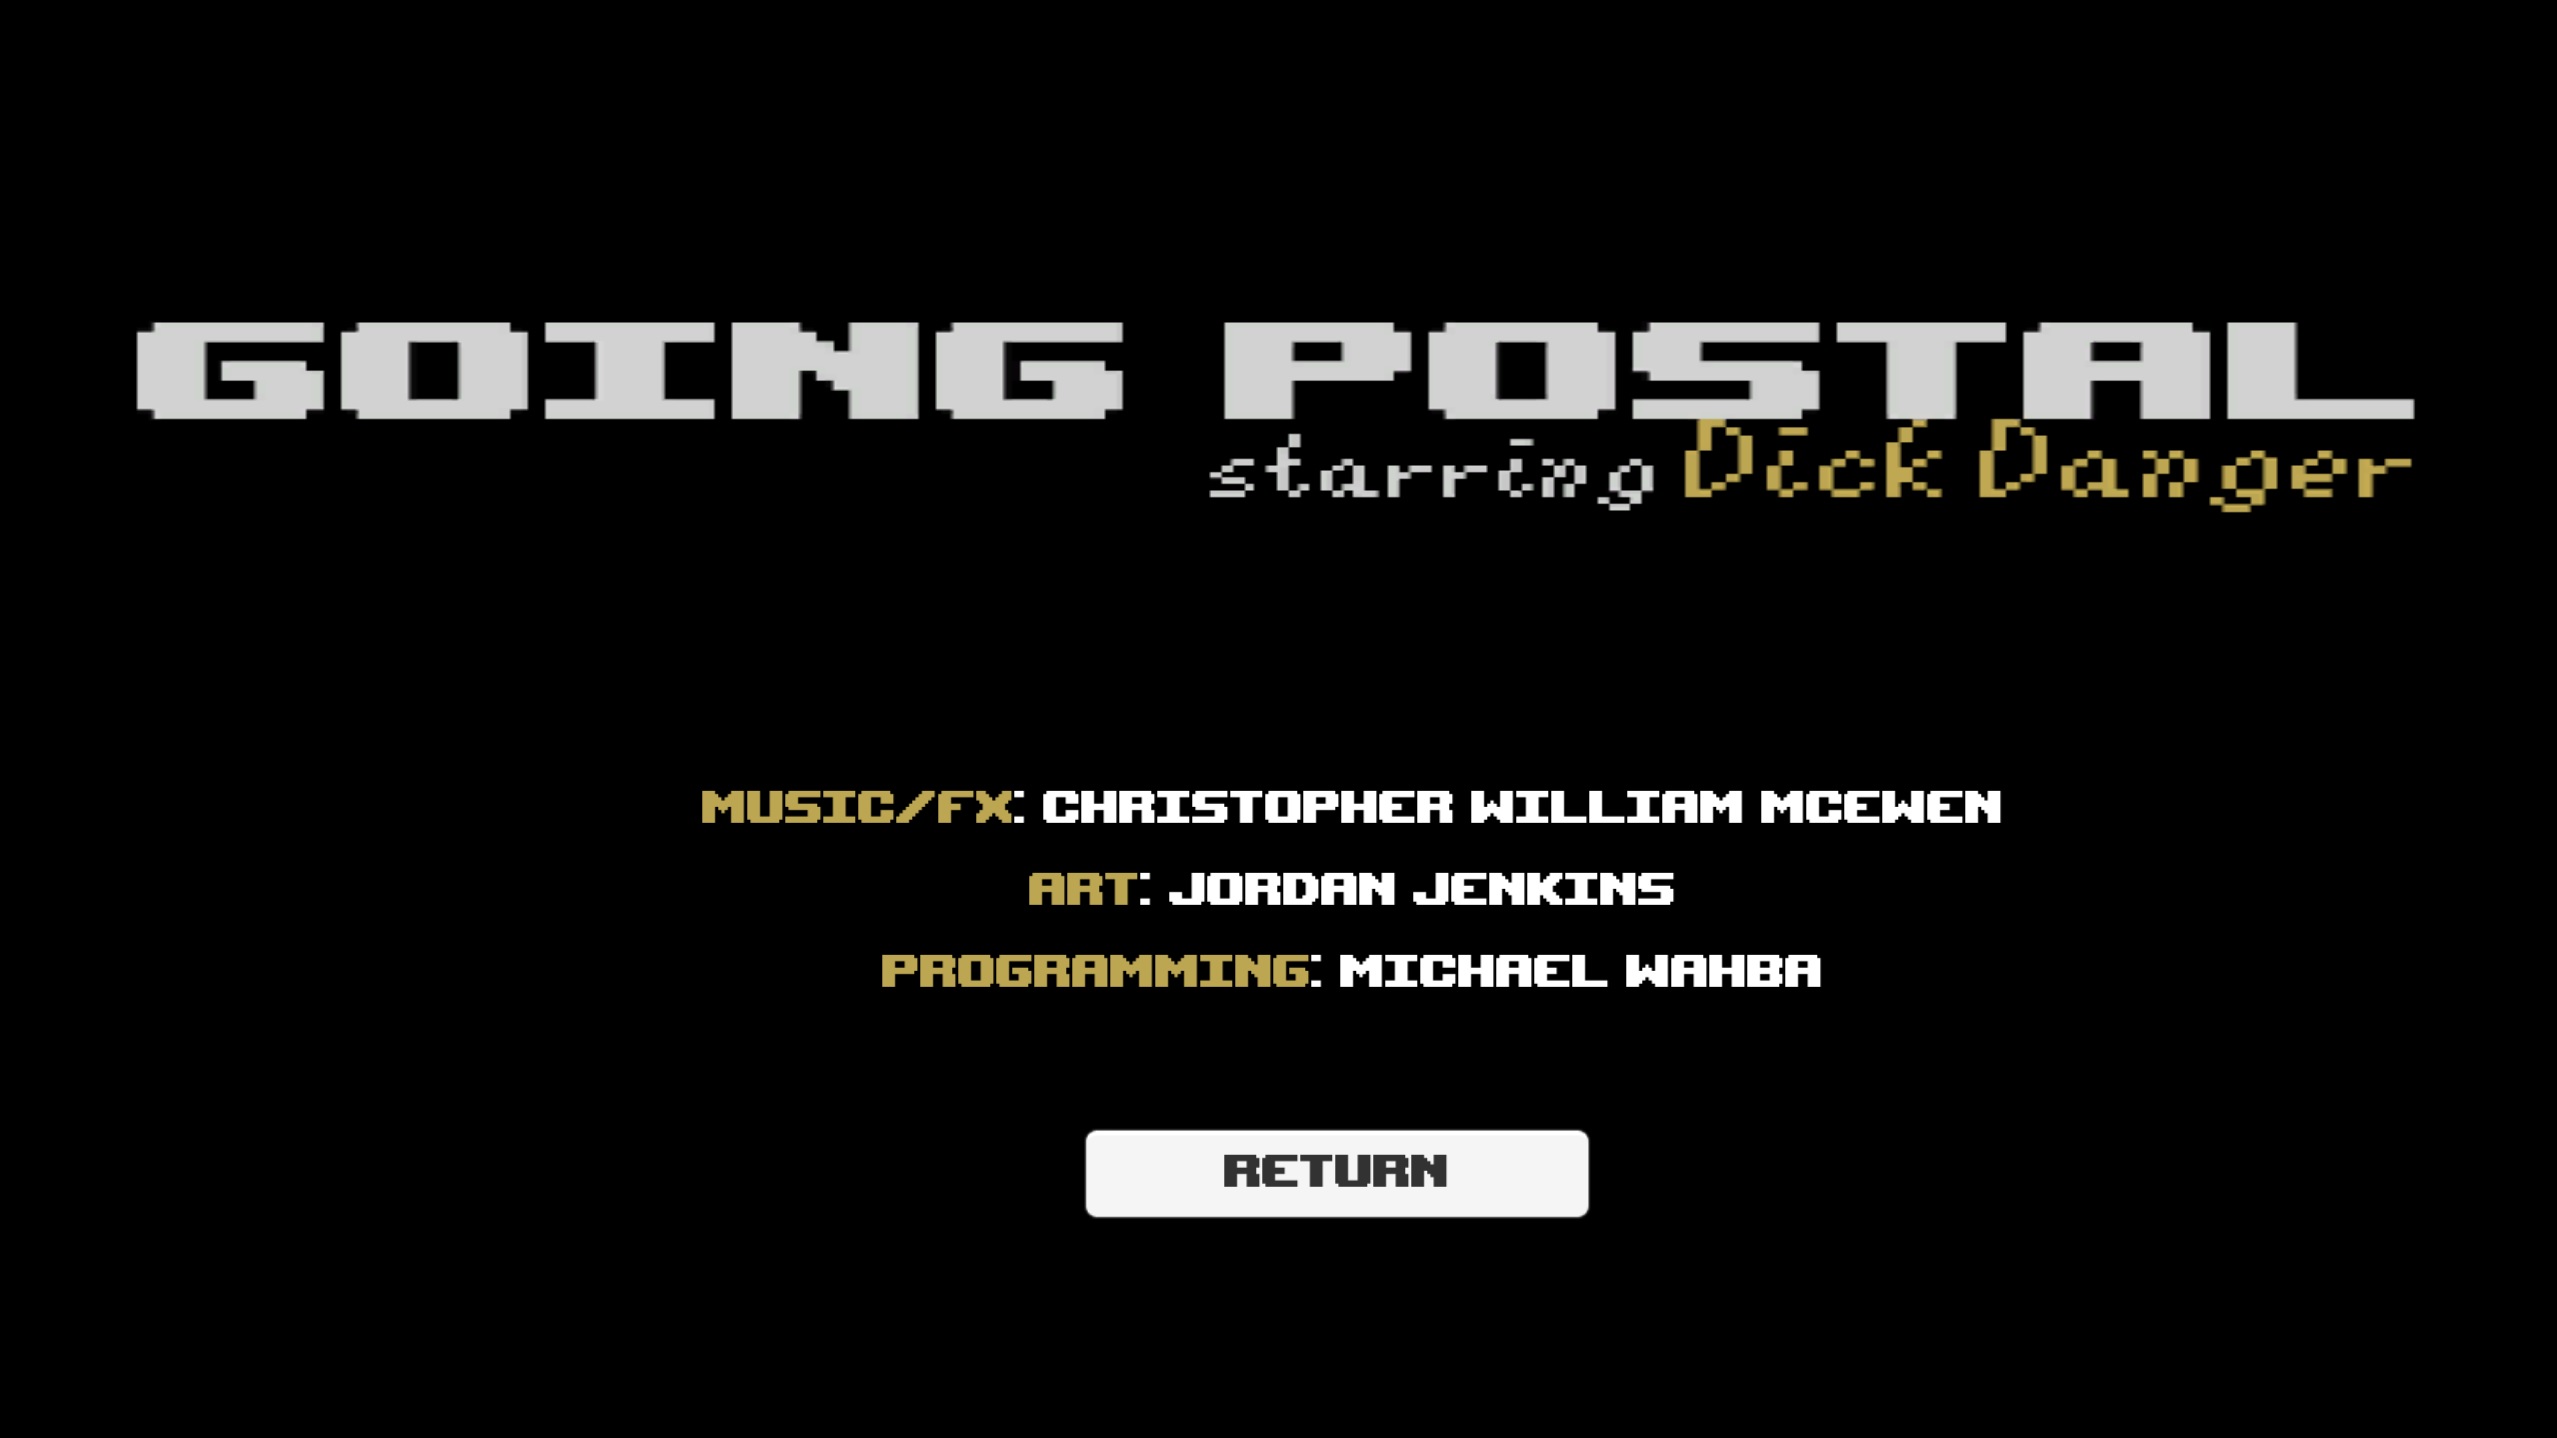 GOING POSTAL
starring Dick Danger
MUSIC/FX: CHRISTOPHER WILLIAM MCEWEN
ART: JORDAN JENKINS
PROGRAMMING: MICHAEL WAHBA
RETURN